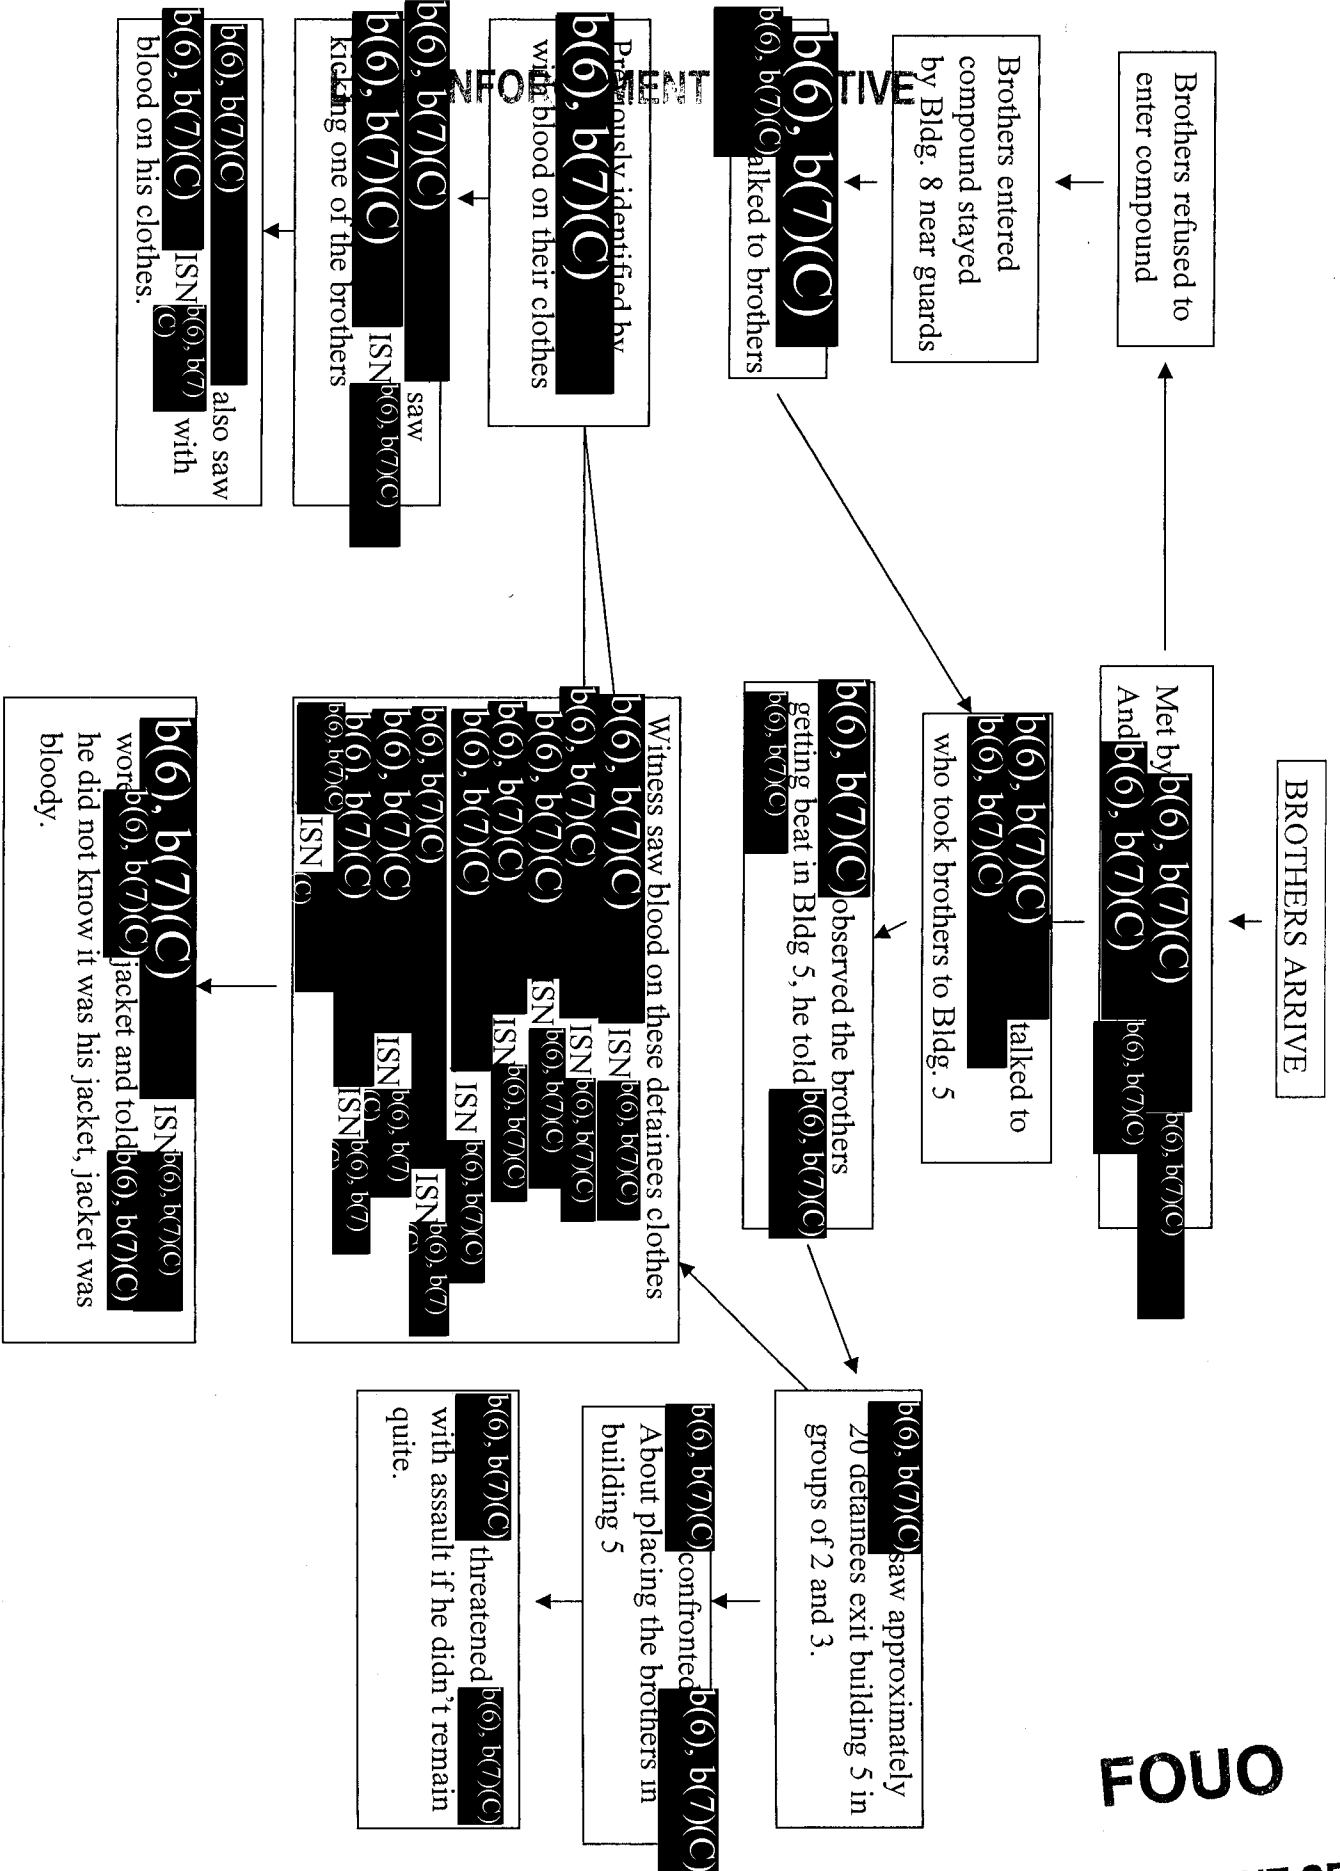 BROTHERS ARRIVE
Met by b(6), b(7)(C) b(6), b(7)(C)
And b(6), b(7)(C) b(6), b(7)(C)
Brothers refused to
enter compound
Brothers entered
compound stayed
by Bldg. 8 near guards
b(6), b(7)(C)
b(6), b(7)(C) alked to brothers
b(6), b(7)(C) talked to
b(6), b(7)(C)
who took brothers to Bldg. 5
b(6), b(7)(C) observed the brothers
getting beat in Bldg 5, he told b(6), b(7)(C)
b(6), b(7)(C)
b(6), b(7)(C) saw approximately
20 detainees exit building 5 in
groups of 2 and 3.
b(6), b(7)(C) confronted b(6), b(7)(C)
About placing the brothers in
building 5
b(6), b(7)(C) threatened b(6), b(7)(C)
with assault if he didn't remain
quite.
Witness saw blood on these detainees clothes
b(6), b(7)(C) ISN b(6), b(7)(C)
b(6), b(7)(C) ISN b(6), b(7)(C)
b(6), b(7)(C) ISN b(6), b(7)(C)
b(6), b(7)(C) ISN b(6), b(7)(C)
b(6), b(7)(C) ISN b(6), b(7)(C)
b(6), b(7)(C) ISN b(6), b(7)
b(6), b(7)(C) ISN b(6), b(7)(C)
b(6), b(7)(C) ISN b(6), b(7)
b(6), b(7)(C) ISN (C)
b(6), b(7)(C) ISN b(6), b(7)(C)
wore b(6), b(7)(C) jacket and told b(6), b(7)(C)
he did not know it was his jacket, jacket was
bloody.
Previously identified by
b(6), b(7)(C)
with blood on their clothes
b(6), b(7)(C) saw
b(6), b(7)(C) ISN b(6), b(7)(C)
kicking one of the brothers
b(6), b(7)(C) also saw
b(6), b(7)(C) ISN b(6), b(7)(C) with
blood on his clothes.
FOUO